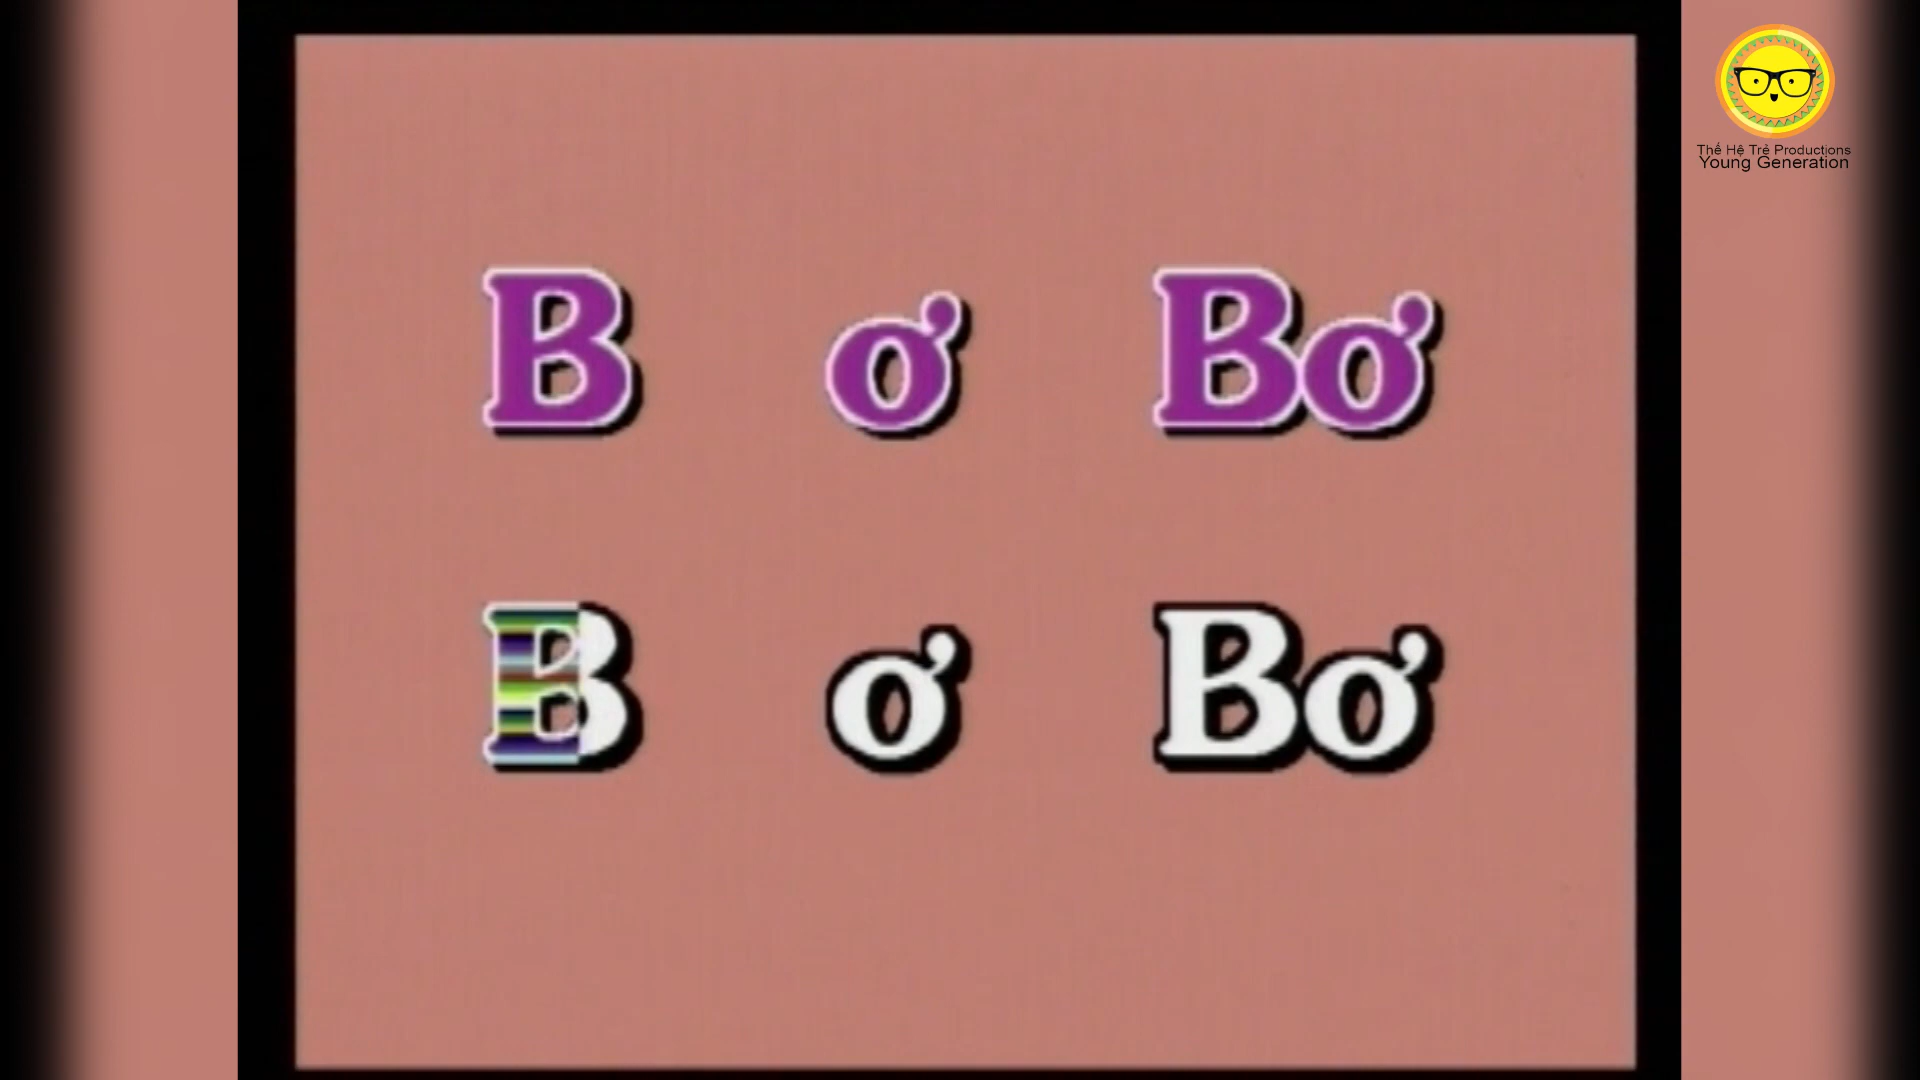 B ơ Bơ
B ơ Bơ
Thế Hệ Trẻ Productions
Young Generation